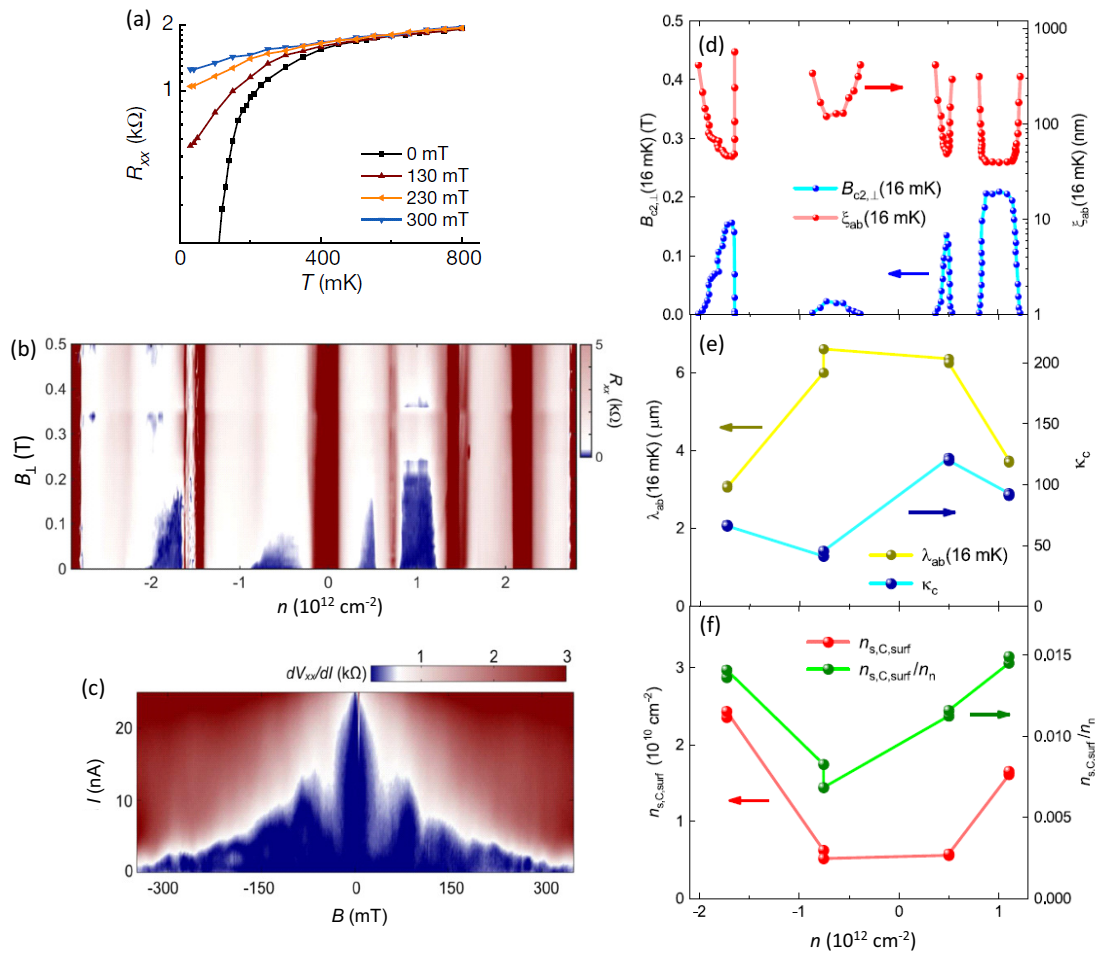 (a)
2
1
R_xx (kΩ)
0 mT
130 mT
230 mT
300 mT
0
200
400
600
800
T (mK)
(b)
0.5
0.4
0.3
0.2
0.1
0
B⊥ (T)
5
0
R_xx (kΩ)
-2
-1
0
1
2
n (10^12 cm^-2)
(c)
dV_xx/dI (kΩ)
1
2
3
20
10
0
I (nA)
-300
-150
0
150
300
B (mT)
(d)
0.5
0.4
0.3
0.2
0.1
0.0
B_c2,⊥(16 mK) (T)
B_c2,⊥(16 mK)
ξ_ab(16 mK)
1000
100
10
1
ξ_ab(16 mK) (nm)
(e)
6
4
2
0
λ_ab(16 mK) ( μm)
λ_ab(16 mK)
κ_c
200
150
100
50
0
κ_c
(f)
n_s,C,surf
n_s,C,surf/n_n
3
2
1
0
n_s,C,surf (10^10 cm^-2)
0.015
0.010
0.005
0.000
n_s,C,surf /n_n
-2
-1
0
1
n (10^12 cm^-2)